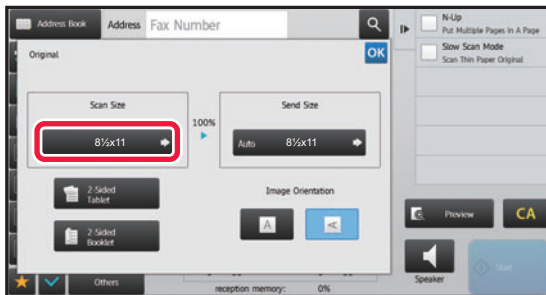 Address Book
Address
Fax Number
N-Up
Put Multiple Pages in A Page
Slow Scan Mode
Scan Thin Paper Original
Original
OK
Scan Size
100%
Send Size
8½x11
Auto 8½x11
2-Sided
Tablet
2-Sided
Booklet
Image Orientation
A
A
Preview
CA
Speaker
Start
Others
reception memory: 0%